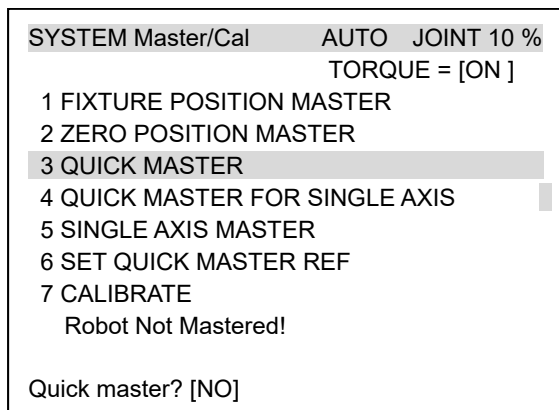 SYSTEM Master/Cal AUTO JOINT 10 %
TORQUE = [ON ]
1 FIXTURE POSITION MASTER
2 ZERO POSITION MASTER
3 QUICK MASTER
4 QUICK MASTER FOR SINGLE AXIS
5 SINGLE AXIS MASTER
6 SET QUICK MASTER REF
7 CALIBRATE
Robot Not Mastered!
Quick master? [NO]